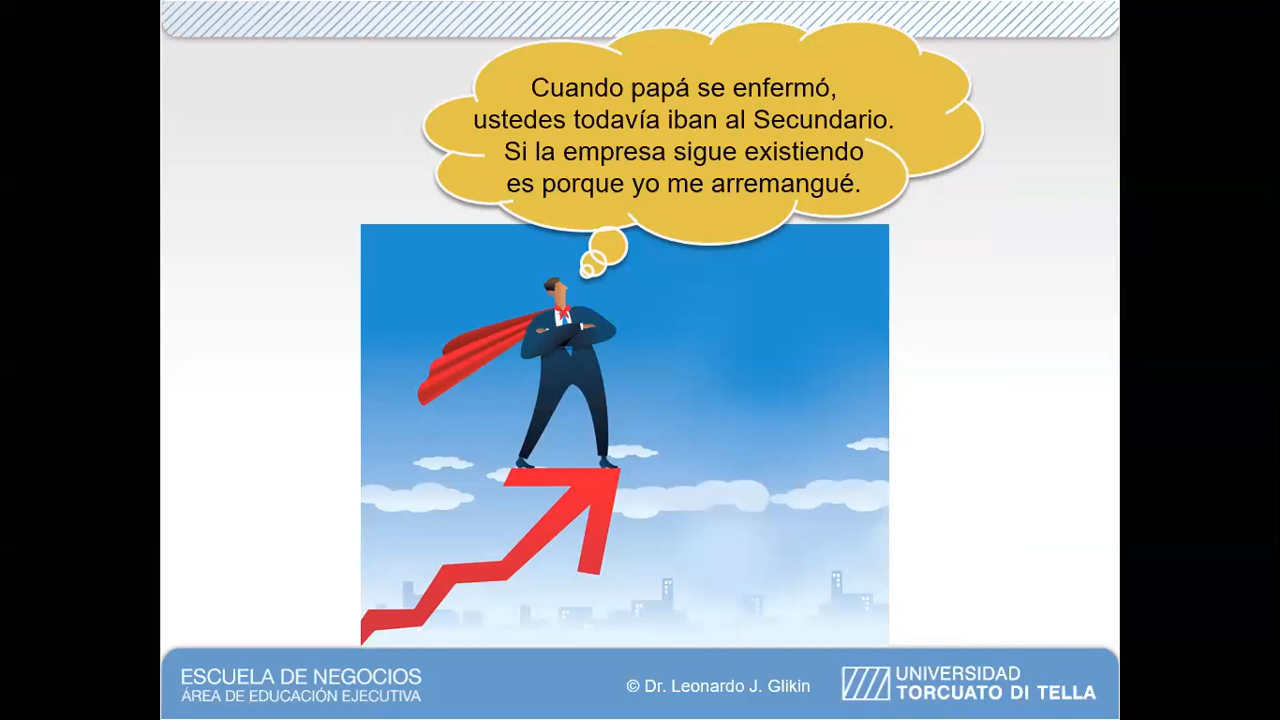 Cuando papá se enfermó,
ustedes todavía iban al Secundario.
Si la empresa sigue existiendo
es porque yo me arremangué.
ESCUELA DE NEGOCIOS
ÁREA DE EDUCACIÓN EJECUTIVA
© Dr. Leonardo J. Glikin
UNIVERSIDAD
TORCUATO DI TELLA